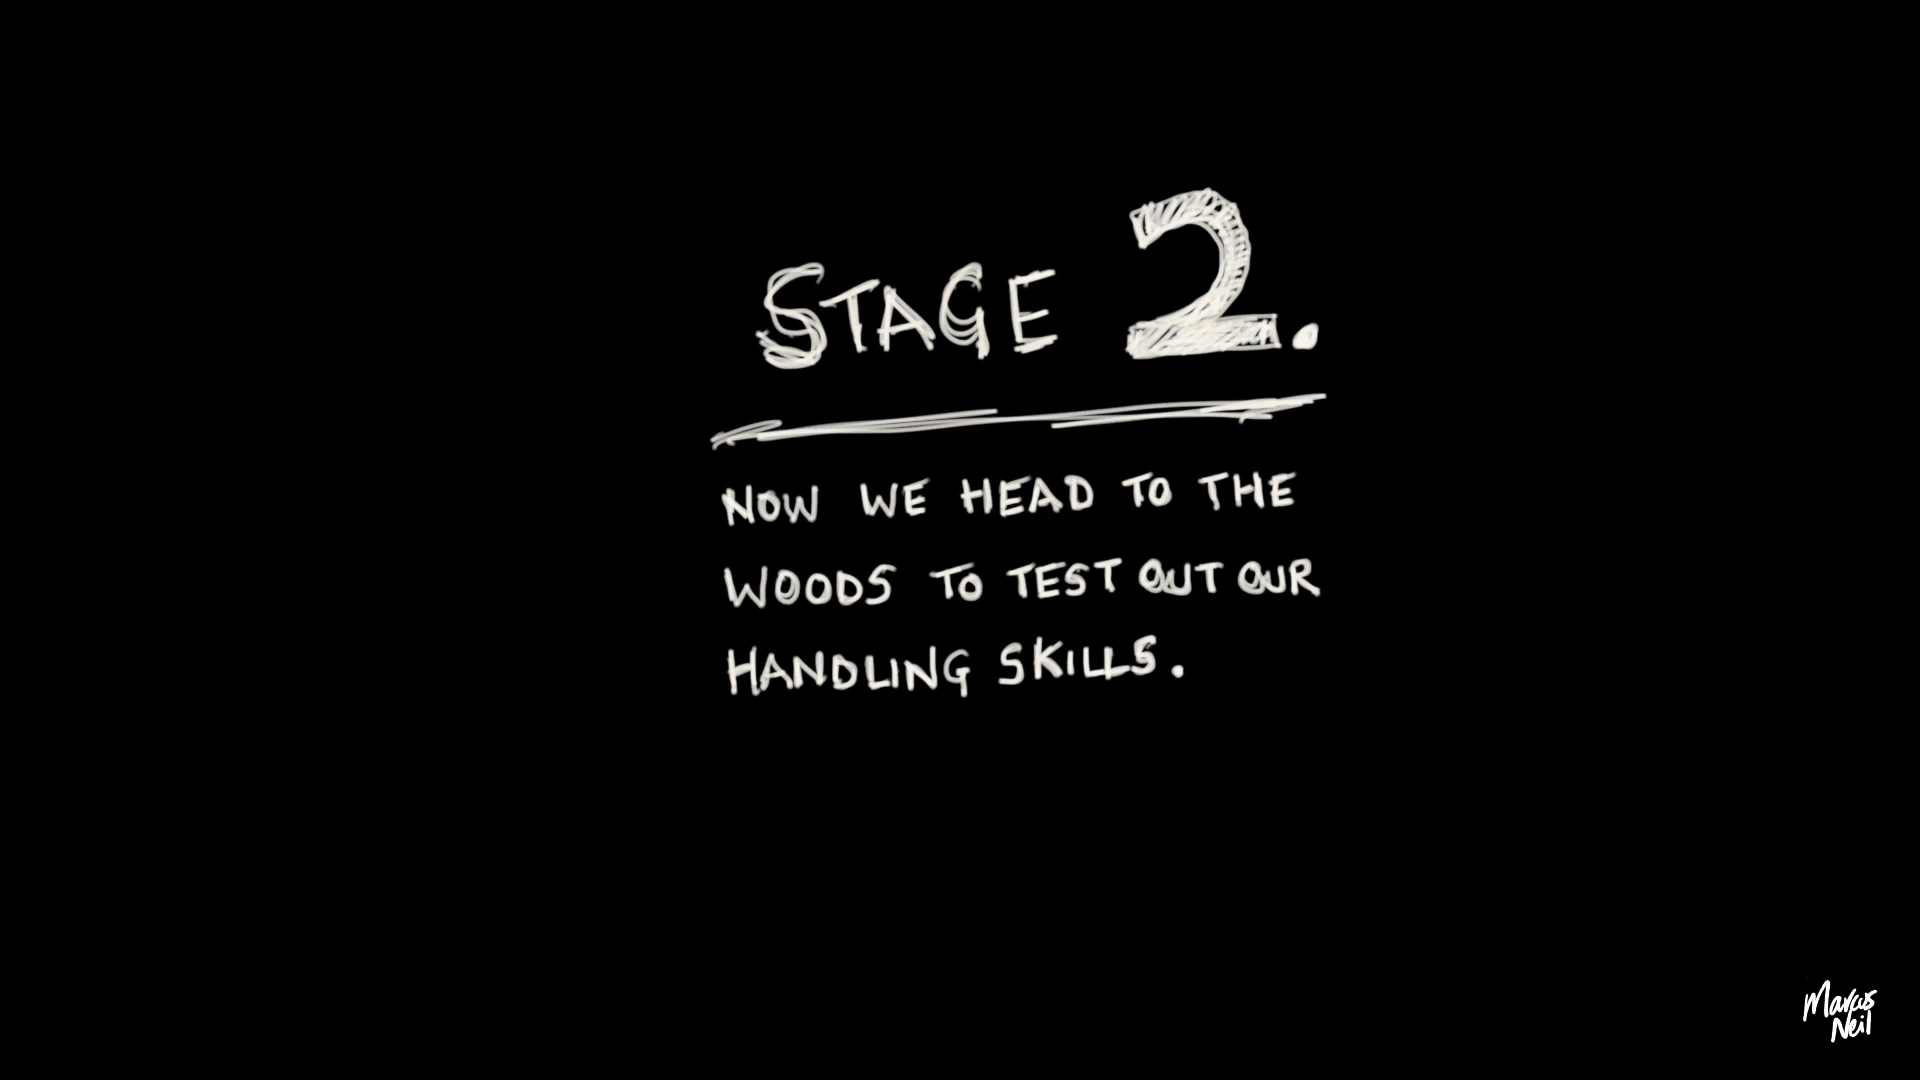 STAGE 2.
NOW WE HEAD TO THE
WOODS TO TEST OUT OUR
HANDLING SKILLS.
Marcus
Neil